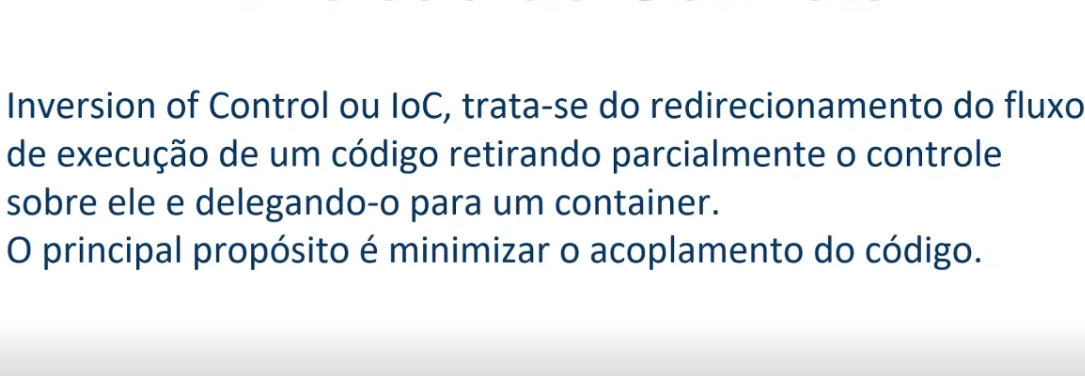 Inversion of Control ou IoC, trata-se do redirecionamento do fluxo
de execução de um código retirando parcialmente o controle
sobre ele e delegando-o para um container.
O principal propósito é minimizar o acoplamento do código.